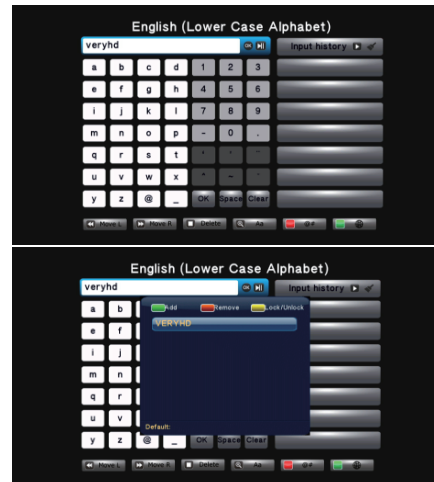 English (Lower Case Alphabet)
veryhd OK Input history
a b c d 1 2 3
e f g h 4 5 6
i j k l 7 8 9
m n o p - 0 .
q r s t
u v w x
y z @ _ OK Space Clear
Move L Move R Delete Aa @# 
English (Lower Case Alphabet)
veryhd OK Input history
a b Add Remove Lock/Unlock
VERYHD
e f
i j
m n
q r
u v
Default:
y z @ _ OK Space Clear
Move L Move R Delete Aa @#